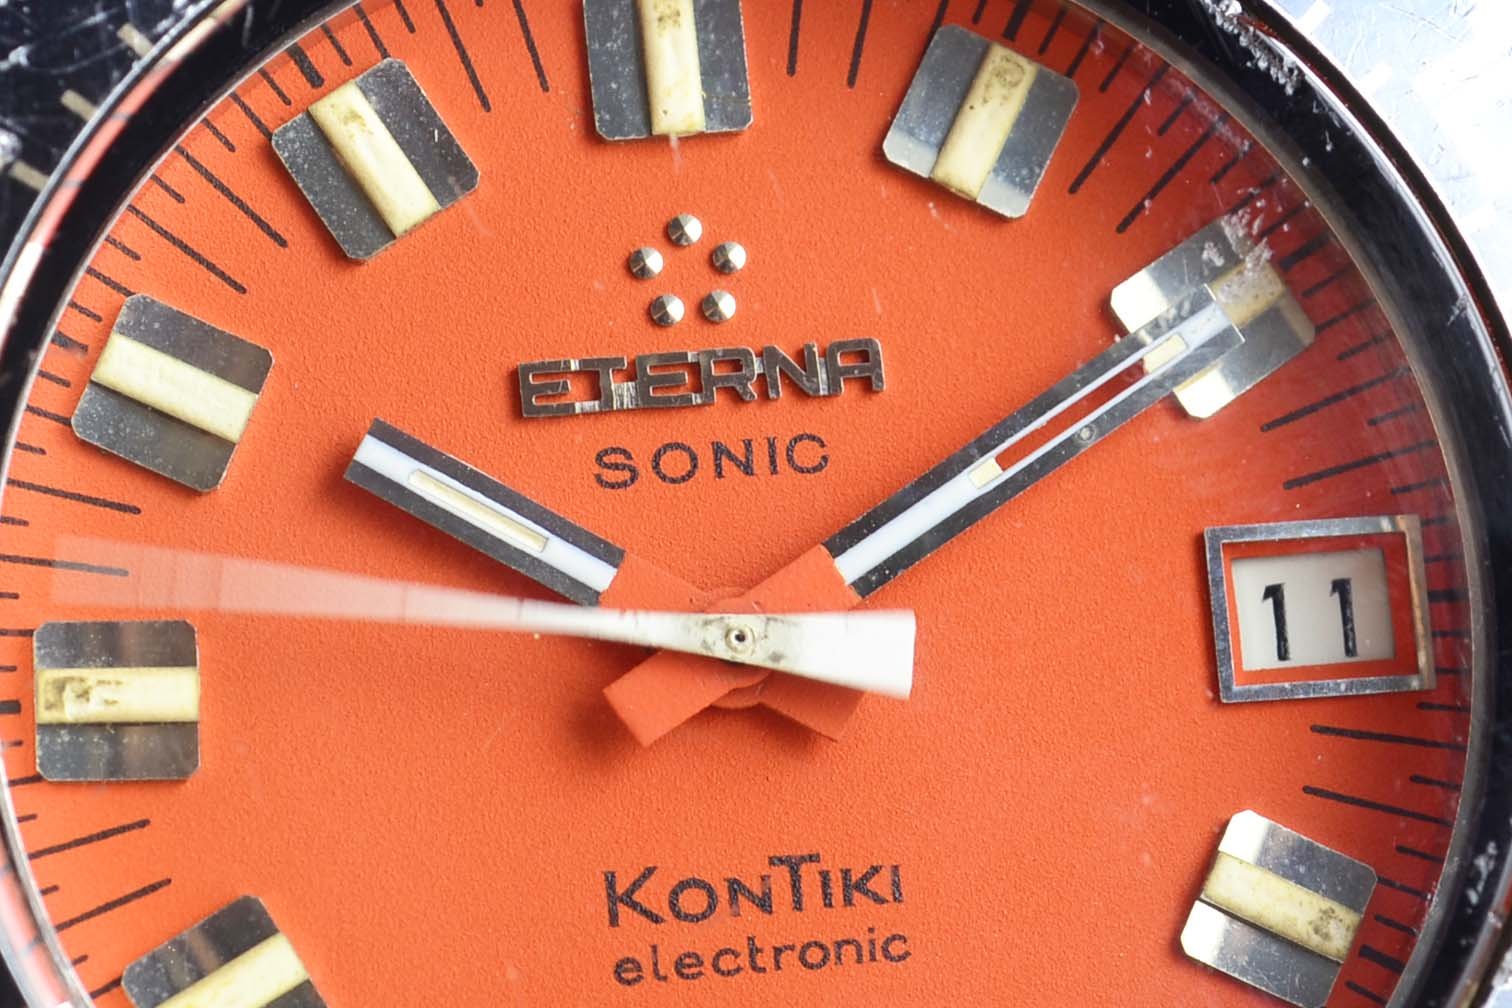 ETERNA
SONIC
11
KonTiki
electronic